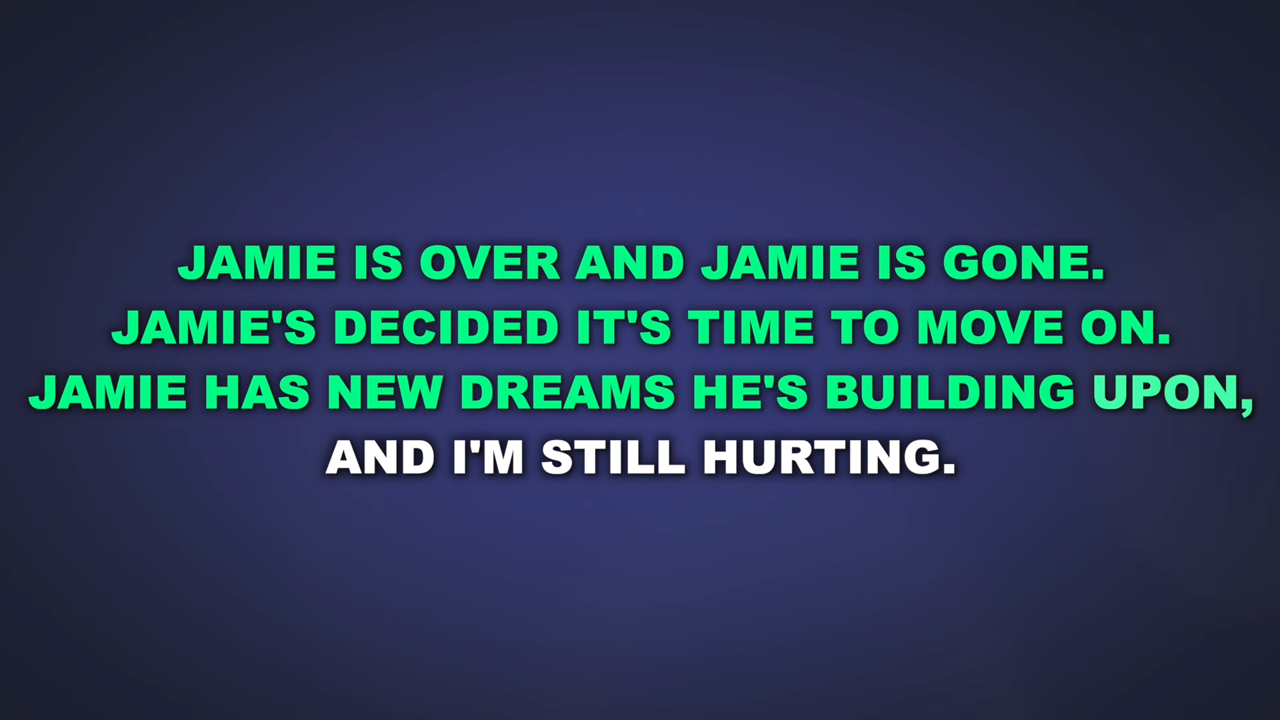 JAMIE IS OVER AND JAMIE IS GONE.
JAMIE'S DECIDED IT'S TIME TO MOVE ON.
JAMIE HAS NEW DREAMS HE'S BUILDING UPON,
AND I'M STILL HURTING.